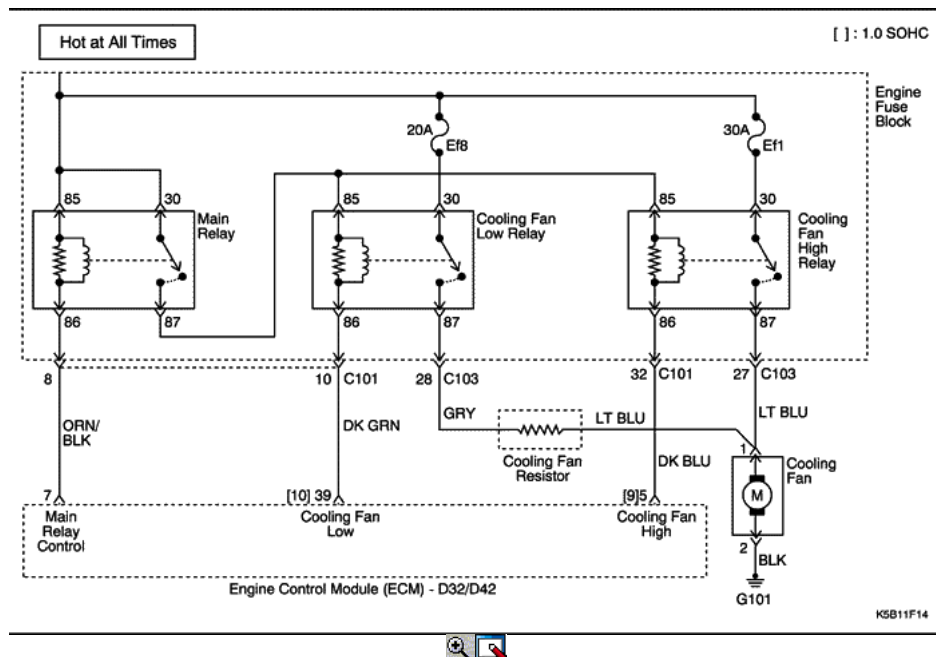 Hot at All Times
[ ] : 1.0 SOHC
Engine
Fuse
Block
20A
Ef8
30A
Ef1
85
30
Main
Relay
85
30
Cooling Fan
Low Relay
85
30
Cooling
Fan
High
Relay
86
87
86
87
86
87
8
10
C101
28
C103
32
C101
27
C103
ORN/
BLK
DK GRN
GRY
LT BLU
Cooling Fan
Resistor
DK BLU
LT BLU
1
Cooling
Fan
M
2
BLK
G101
7
Main
Relay
Control
[10] 39
Cooling Fan
Low
[9]5
Cooling Fan
High
Engine Control Module (ECM) - D32/D42
K5B11F14